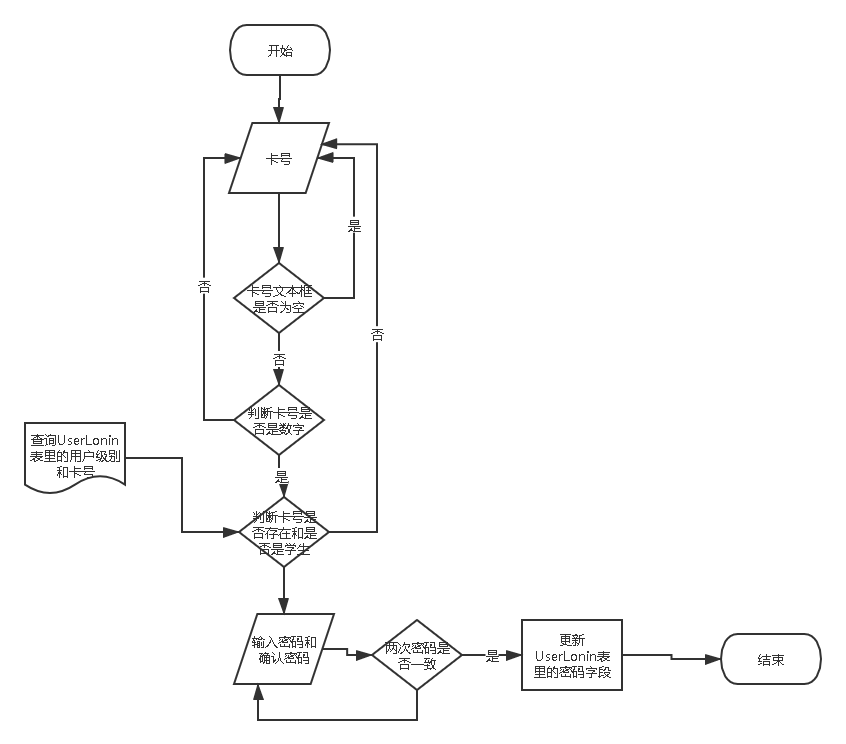 开始
卡号
是
否
卡号文本框
是否为空
否
否
判断卡号是
否是数字
查询UserLonin
表里的用户级别
和卡号
是
判断卡号是
否存在和是
否是学生
输入密码和
确认密码
两次密码是
否一致
是
更新
UserLonin表
里的密码字段
结束